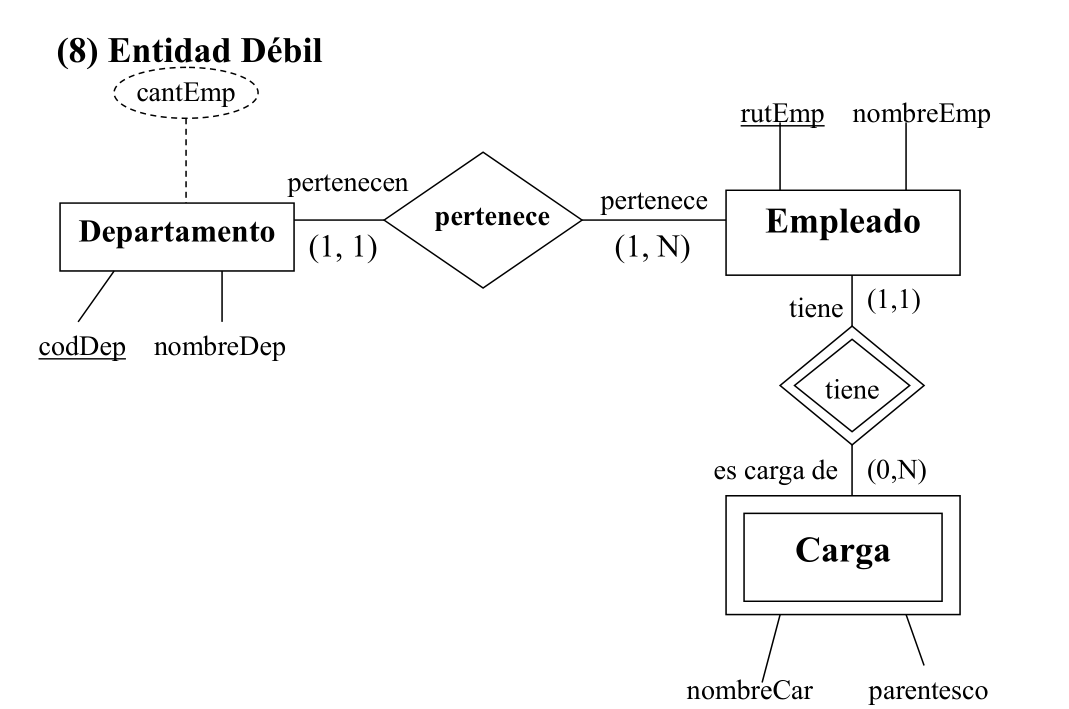 (8) Entidad Débil
cantEmp
rutEmp nombreEmp
pertenecen
pertenece
Departamento
pertenece
Empleado
(1, 1)
(1, N)
tiene
(1,1)
codDep nombreDep
tiene
es carga de
(0,N)
Carga
nombreCar parentesco